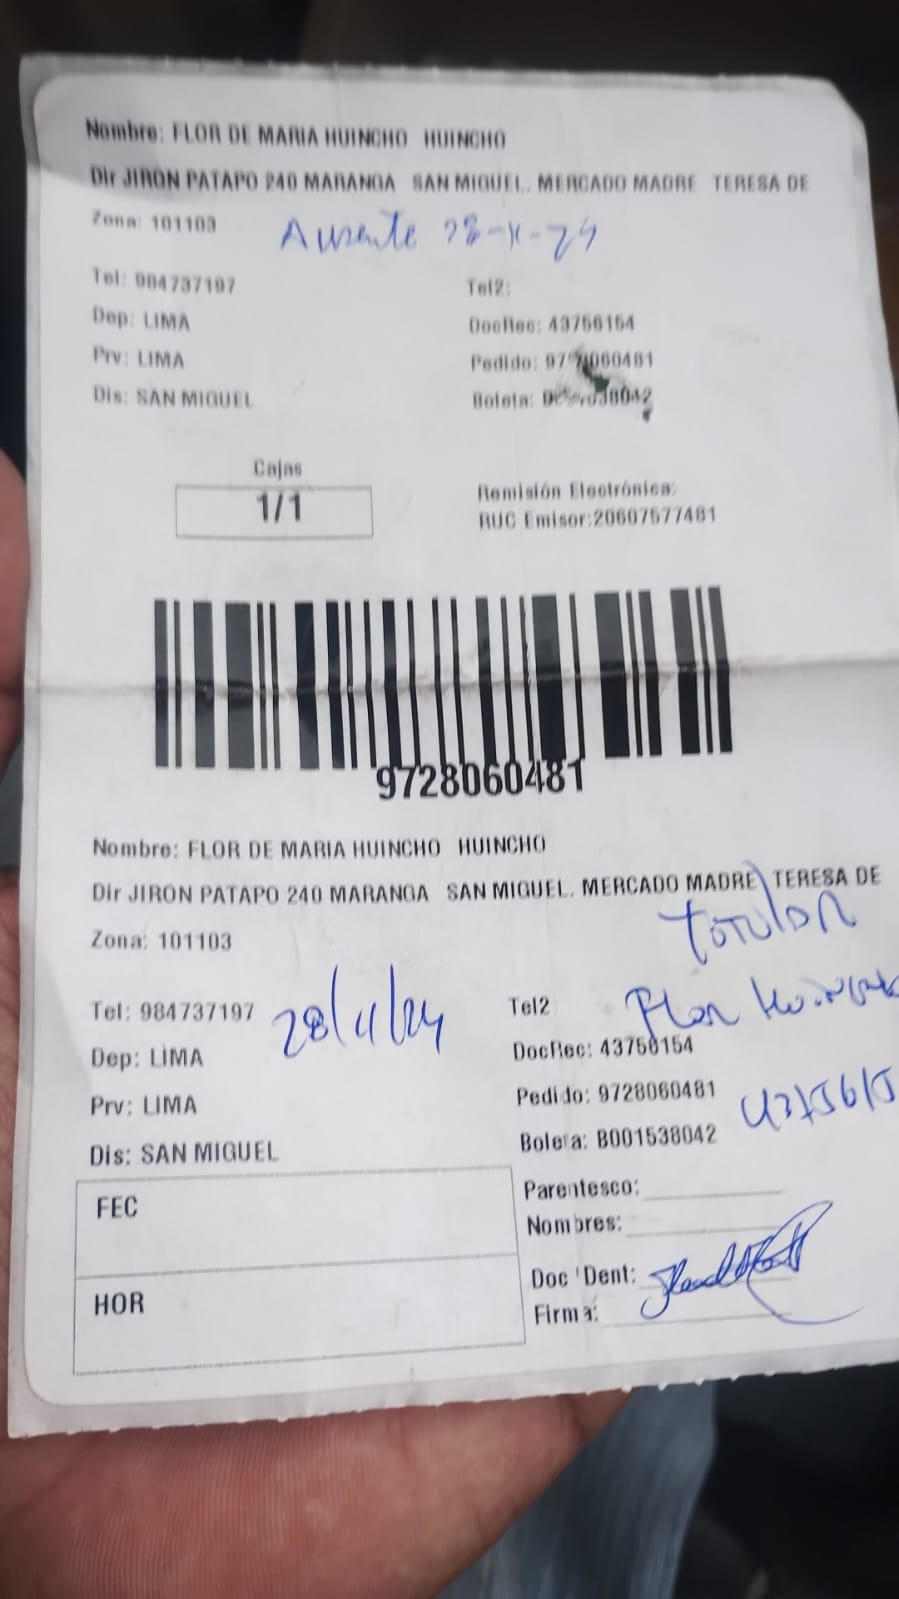 Nombre: FLOR DE MARIA HUINCHO HUINCHO
Dir JIRON PATAPO 240 MARANGA SAN MIGUEL. MERCADO MADRE TERESA DE
Zona: 101103
Ausente
Tel: 984737197 Tel2:
Dep: LIMA DocRec: 43756154
Prv: LIMA Pedido:
Dis: SAN MIGUEL Boleta:
Cajas
1/1
Remisión Electrónica:
RUC Emisor:20607577481
9728060481
Nombre: FLOR DE MARIA HUINCHO HUINCHO
Dir JIRON PATAPO 240 MARANGA SAN MIGUEL. MERCADO MADRE TERESA DE
Zona: 101103
Tel: 984737197 28/11/24 Tel2 Flor
Dep: LIMA DocRec: 43756154
Prv: LIMA Pedido: 9728060481
Dis: SAN MIGUEL Boleta: B001538042
FEC
HOR
Parentesco:
Nombres:
Doc Dent:
Firma: